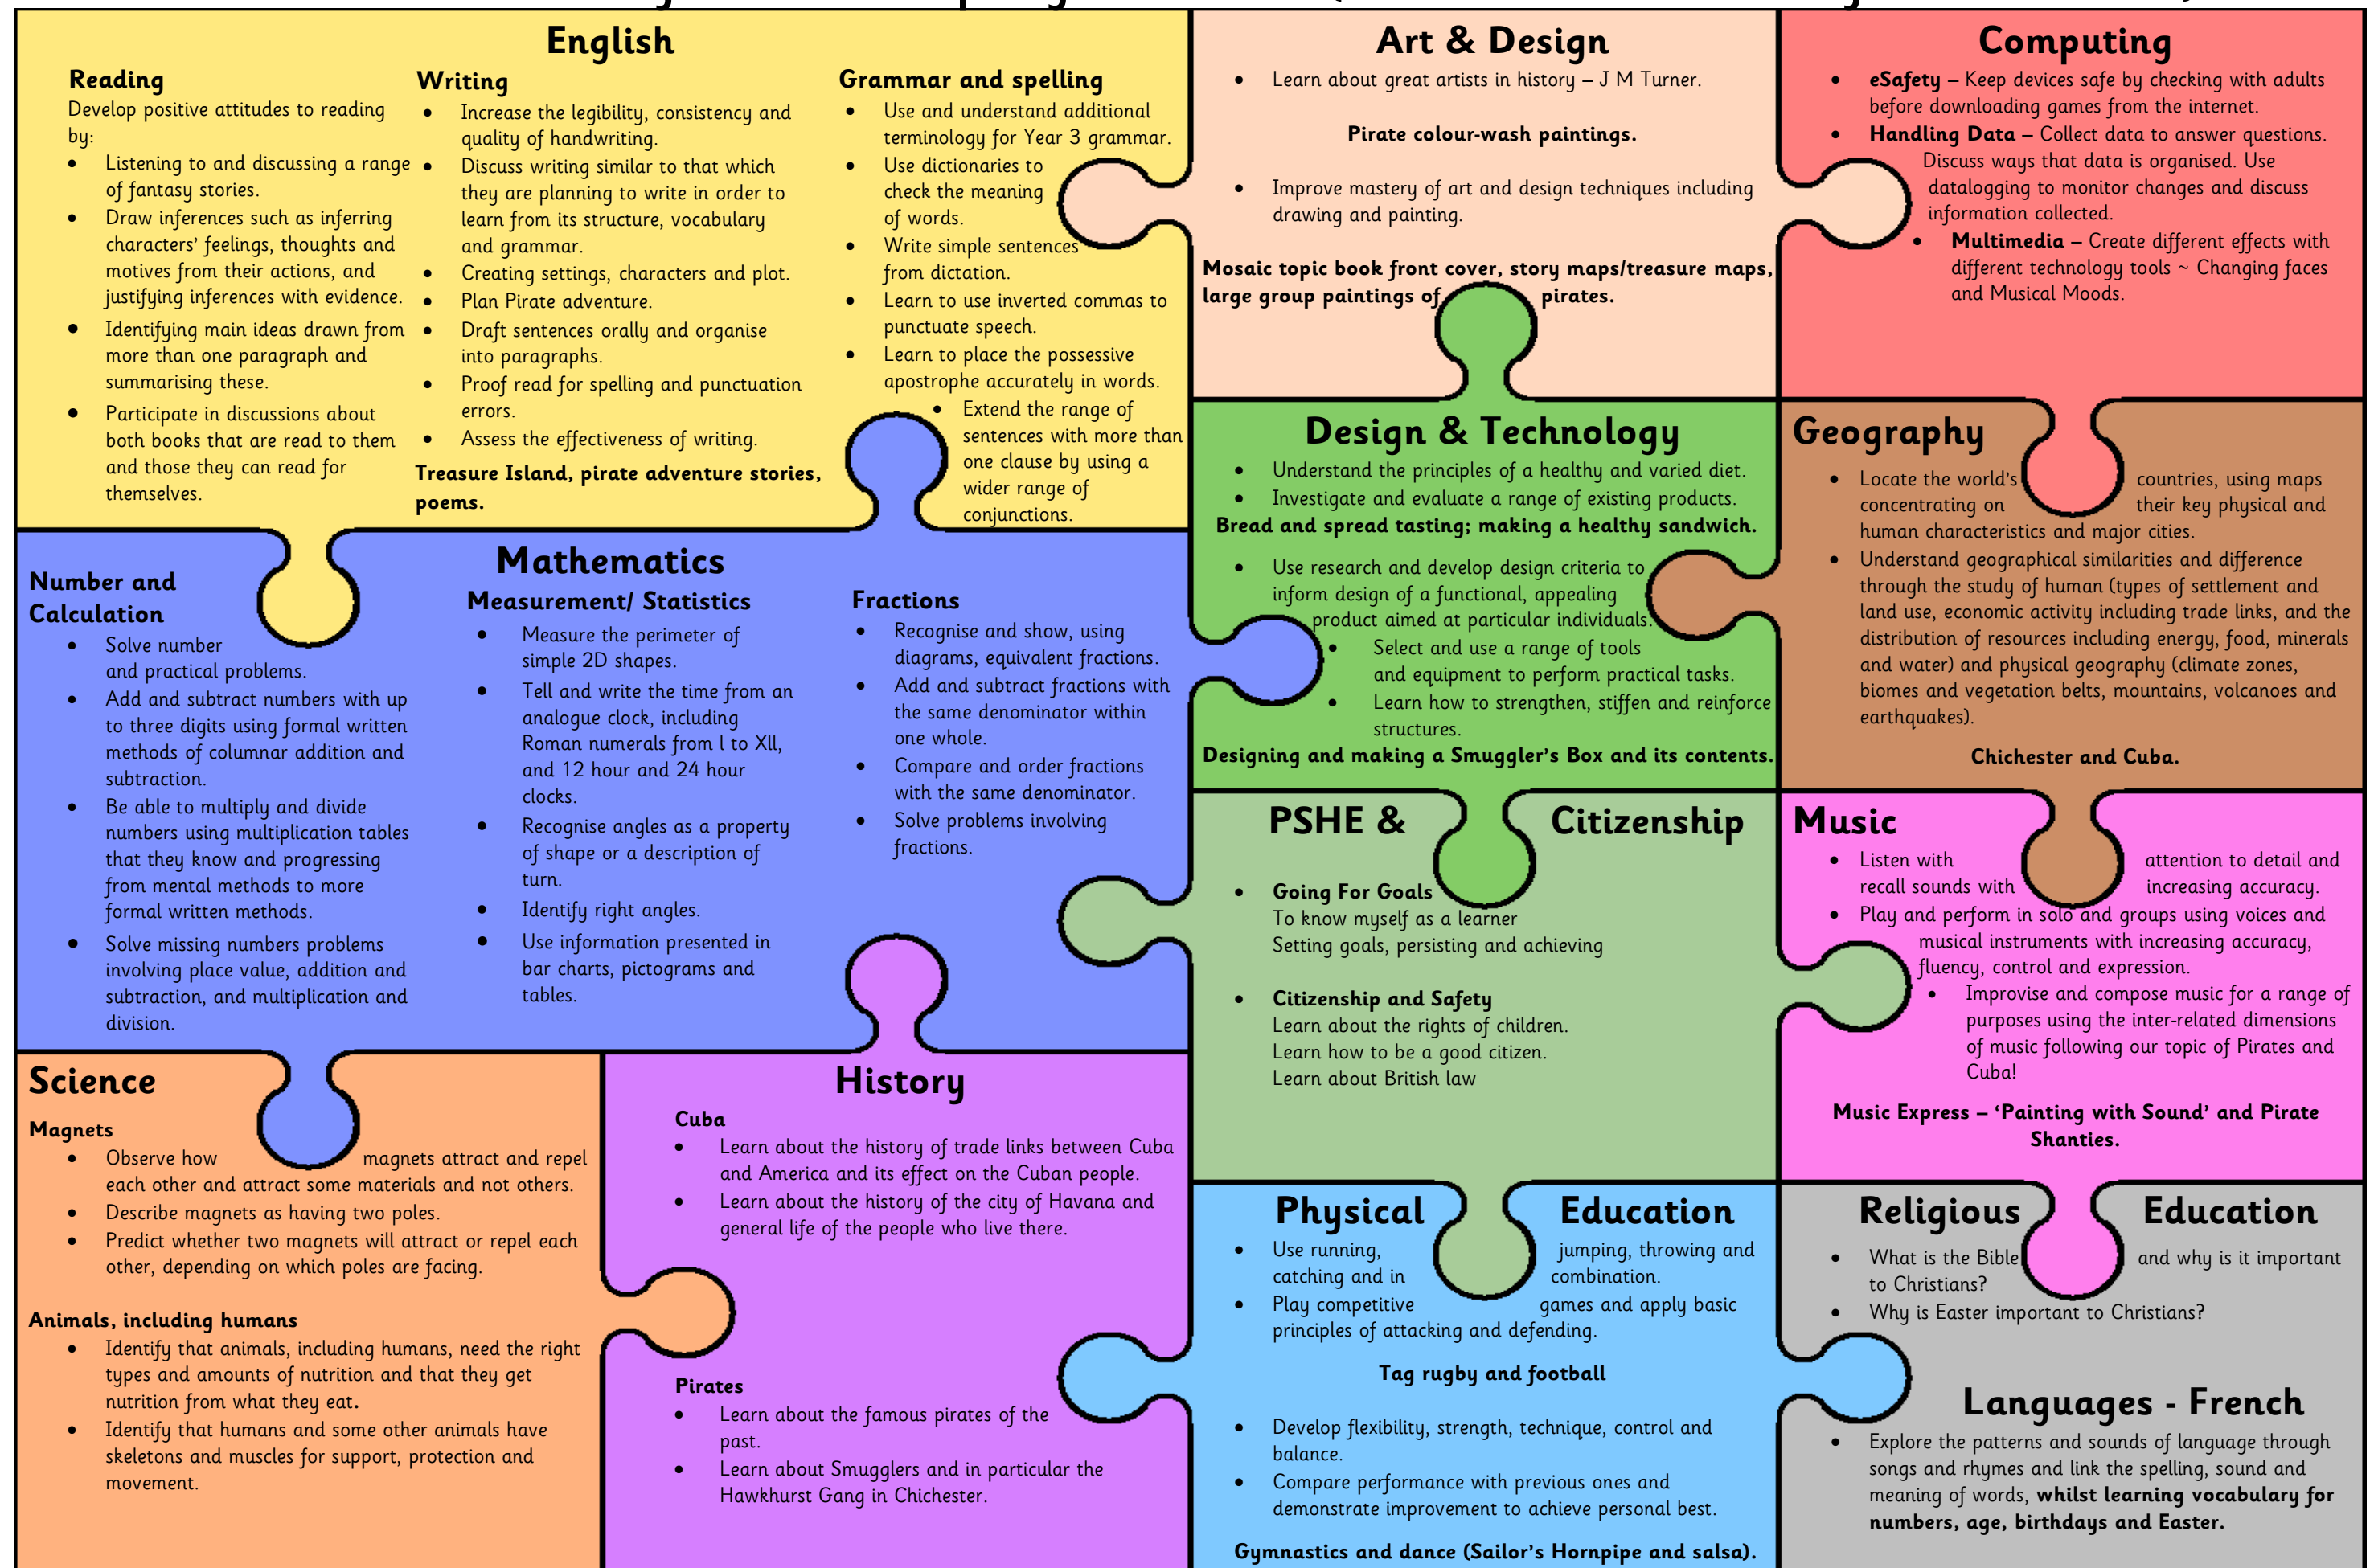 English
Reading
Develop positive attitudes to reading
by:
• Listening to and discussing a range
of fantasy stories.
• Draw inferences such as inferring
characters' feelings, thoughts and
motives from their actions, and
justifying inferences with evidence.
• Identifying main ideas drawn from
more than one paragraph and
summarising these.
• Participate in discussions about
both books that are read to them
and those they can read for
themselves.
Writing
• Increase the legibility, consistency and
quality of handwriting.
• Discuss writing similar to that which
they are planning to write in order to
learn from its structure, vocabulary
and grammar.
• Creating settings, characters and plot.
• Plan Pirate adventure.
• Draft sentences orally and organise
into paragraphs.
• Proof read for spelling and punctuation
errors.
• Assess the effectiveness of writing.
Treasure Island, pirate adventure stories,
poems.
Grammar and spelling
• Use and understand additional
terminology for Year 3 grammar.
• Use dictionaries to
check the meaning
of words.
• Write simple sentences
from dictation.
• Learn to use inverted commas to
punctuate speech.
• Learn to place the possessive
apostrophe accurately in words.
• Extend the range of
sentences with more than
one clause by using a
wider range of
conjunctions.
Art & Design
• Learn about great artists in history – J M Turner.
Pirate colour-wash paintings.
• Improve mastery of art and design techniques including
drawing and painting.
Mosaic topic book front cover, story maps/treasure maps,
large group paintings of pirates.
Computing
• eSafety – Keep devices safe by checking with adults
before downloading games from the internet.
• Handling Data – Collect data to answer questions.
Discuss ways that data is organised. Use
datalogging to monitor changes and discuss
information collected.
• Multimedia – Create different effects with
different technology tools ~ Changing faces
and Musical Moods.
Mathematics
Number and
Calculation
• Solve number
and practical problems.
• Add and subtract numbers with up
to three digits using formal written
methods of columnar addition and
subtraction.
• Be able to multiply and divide
numbers using multiplication tables
that they know and progressing
from mental methods to more
formal written methods.
• Solve missing numbers problems
involving place value, addition and
subtraction, and multiplication and
division.
Measurement/ Statistics
• Measure the perimeter of
simple 2D shapes.
• Tell and write the time from an
analogue clock, including
Roman numerals from l to Xll,
and 12 hour and 24 hour
clocks.
• Recognise angles as a property
of shape or a description of
turn.
• Identify right angles.
• Use information presented in
bar charts, pictograms and
tables.
Fractions
• Recognise and show, using
diagrams, equivalent fractions.
• Add and subtract fractions with
the same denominator within
one whole.
• Compare and order fractions
with the same denominator.
• Solve problems involving
fractions.
Design & Technology
• Understand the principles of a healthy and varied diet.
• Investigate and evaluate a range of existing products.
Bread and spread tasting; making a healthy sandwich.
• Use research and develop design criteria to
inform design of a functional, appealing
product aimed at particular individuals.
• Select and use a range of tools
and equipment to perform practical tasks.
• Learn how to strengthen, stiffen and reinforce
structures.
Designing and making a Smuggler's Box and its contents.
Geography
• Locate the world's countries, using maps
concentrating on their key physical and
human characteristics and major cities.
• Understand geographical similarities and difference
through the study of human (types of settlement and
land use, economic activity including trade links, and the
distribution of resources including energy, food, minerals
and water) and physical geography (climate zones,
biomes and vegetation belts, mountains, volcanoes and
earthquakes).
Chichester and Cuba.
PSHE & Citizenship
• Going For Goals
To know myself as a learner
Setting goals, persisting and achieving
• Citizenship and Safety
Learn about the rights of children.
Learn how to be a good citizen.
Learn about British law
Music
• Listen with attention to detail and
recall sounds with increasing accuracy.
• Play and perform in solo and groups using voices and
musical instruments with increasing accuracy,
fluency, control and expression.
• Improvise and compose music for a range of
purposes using the inter-related dimensions
of music following our topic of Pirates and
Cuba!
Music Express – 'Painting with Sound' and Pirate
Shanties.
Science
Magnets
• Observe how magnets attract and repel
each other and attract some materials and not others.
• Describe magnets as having two poles.
• Predict whether two magnets will attract or repel each
other, depending on which poles are facing.
Animals, including humans
• Identify that animals, including humans, need the right
types and amounts of nutrition and that they get
nutrition from what they eat.
• Identify that humans and some other animals have
skeletons and muscles for support, protection and
movement.
History
Cuba
• Learn about the history of trade links between Cuba
and America and its effect on the Cuban people.
• Learn about the history of the city of Havana and
general life of the people who live there.
Pirates
• Learn about the famous pirates of the
past.
• Learn about Smugglers and in particular the
Hawkhurst Gang in Chichester.
Physical Education
• Use running, jumping, throwing and
catching and in combination.
• Play competitive games and apply basic
principles of attacking and defending.
Tag rugby and football
• Develop flexibility, strength, technique, control and
balance.
• Compare performance with previous ones and
demonstrate improvement to achieve personal best.
Gymnastics and dance (Sailor's Hornpipe and salsa).
Religious Education
• What is the Bible and why is it important
to Christians?
• Why is Easter important to Christians?
Languages - French
• Explore the patterns and sounds of language through
songs and rhymes and link the spelling, sound and
meaning of words, whilst learning vocabulary for
numbers, age, birthdays and Easter.